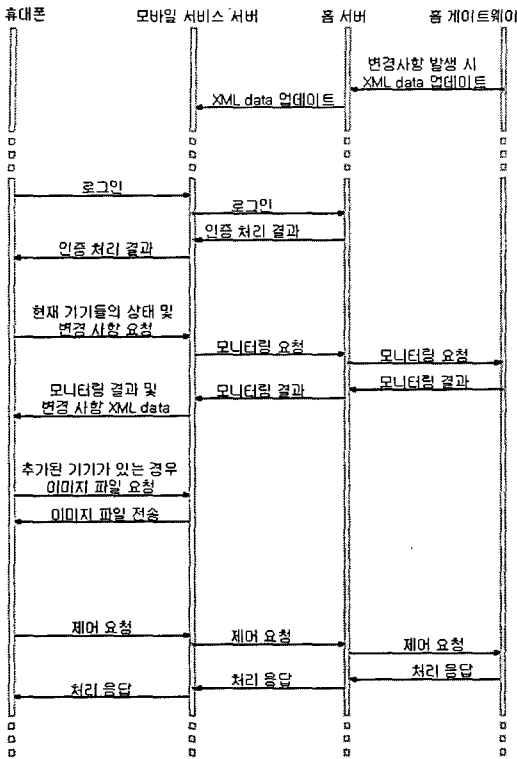 휴대폰
모바일 서비스 서버
홈 서버
홈 게이트웨이
변경사항 발생 시
XML data 업데이트
XML data 업데이트
로그인
로그인
인증 처리 결과
인증 처리 결과
현재 기기들의 상태 및
변경 사항 요청
모니터링 요청
모니터링 요청
모니터링 결과
모니터링 결과
모니터링 결과 및
변경 사항 XML data
추가된 기기가 있는 경우
이미지 파일 요청
이미지 파일 전송
제어 요청
제어 요청
제어 요청
처리 응답
처리 응답
처리 응답